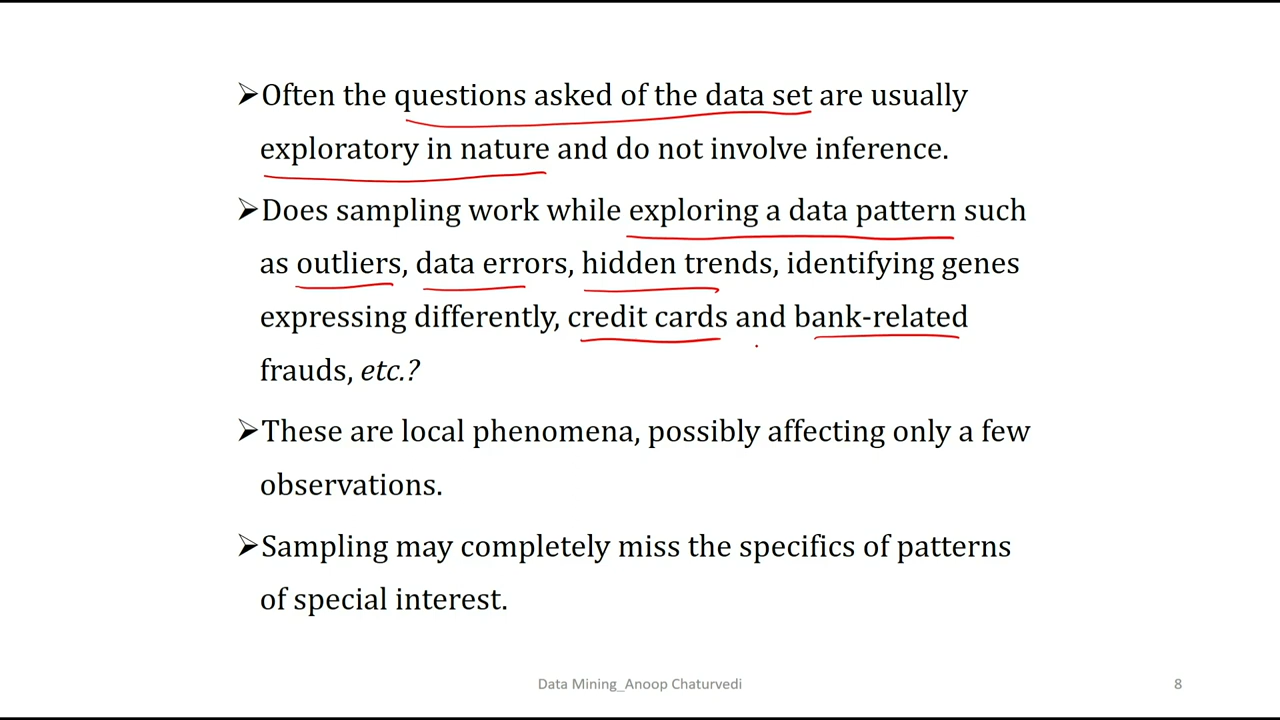 ➢Often the questions asked of the data set are usually
exploratory in nature and do not involve inference.
➢Does sampling work while exploring a data pattern such
as outliers, data errors, hidden trends, identifying genes
expressing differently, credit cards and bank-related
frauds, etc.?
➢These are local phenomena, possibly affecting only a few
observations.
➢Sampling may completely miss the specifics of patterns
of special interest.
Data Mining_Anoop Chaturvedi
8